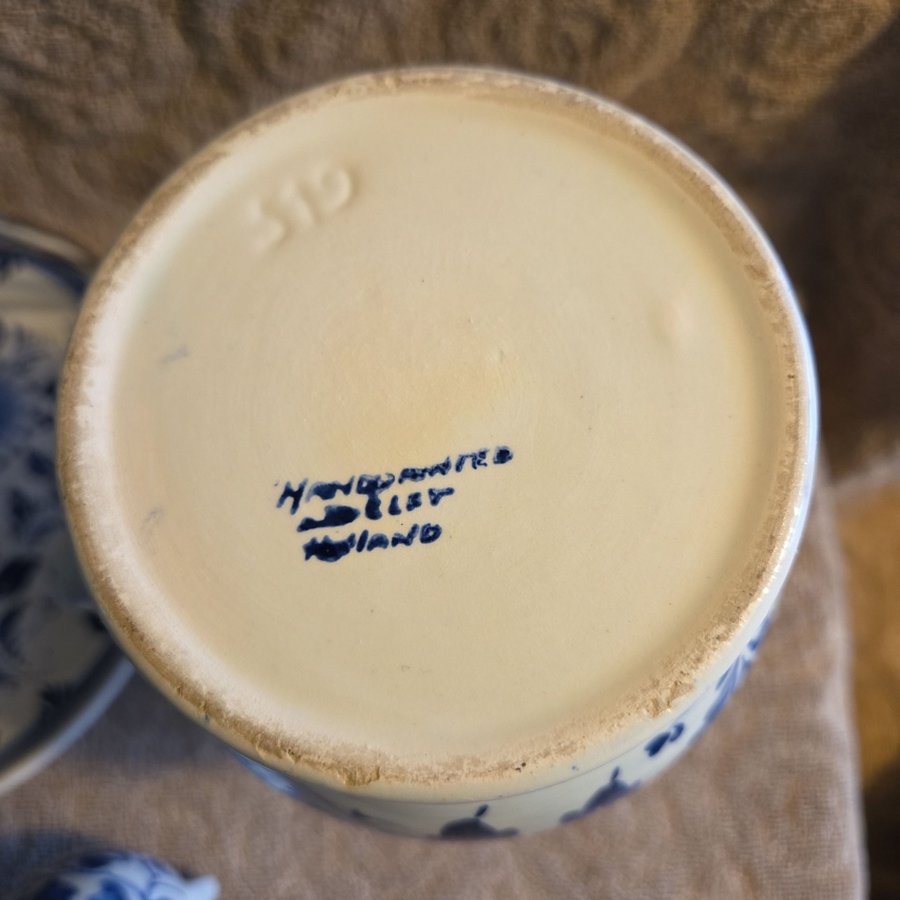 519
HANDPAINTED
DELFT
HOLLAND